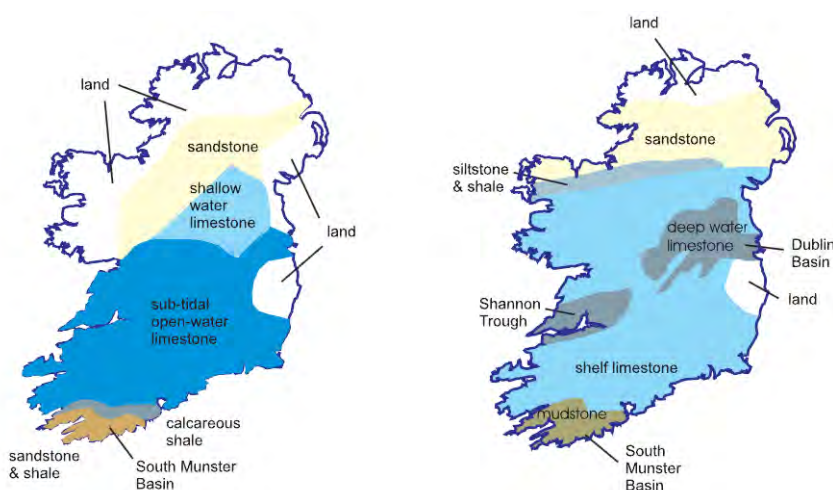 land
sandstone
shallow
water
limestone
land
sub-tidal
open-water
limestone
calcareous
shale
sandstone
& shale
South Munster
Basin
land
sandstone
siltstone
& shale
deep water
limestone
Dublin
Basin
land
Shannon
Trough
shelf limestone
mudstone
South
Munster
Basin